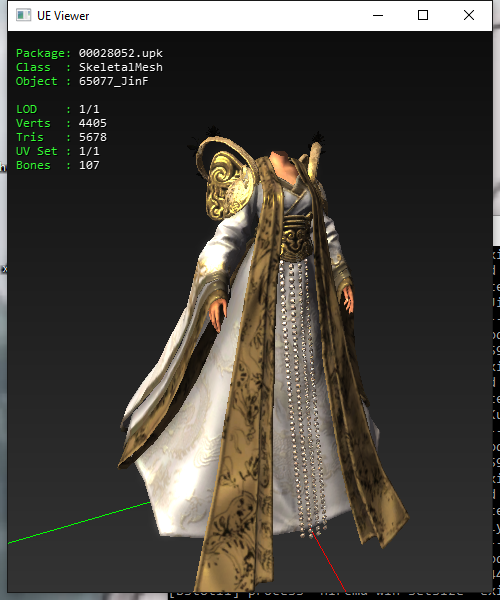 UE Viewer
Package: 00028052.upk
Class : SkeletalMesh
Object : 65077_JinF
LOD : 1/1
Verts : 4405
Tris : 5678
UV Set : 1/1
Bones : 107